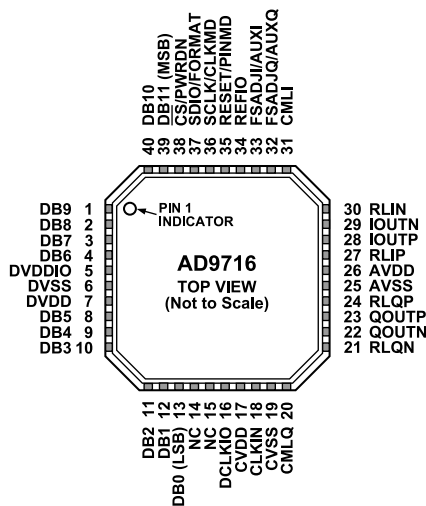 40 DB10
39 DB11 (MSB)
38 CS/PWRDN
37 SDIO/FORMAT
36 SCLK/CLKMD
35 RESET/PINMD
34 REFIO
33 FSADJI/AUXI
32 FSADJQ/AUXQ
31 CMLI
DB9 1
DB8 2
DB7 3
DB6 4
DVDDIO 5
DVSS 6
DVDD 7
DB5 8
DB4 9
DB3 10
PIN 1
INDICATOR
AD9716
TOP VIEW
(Not to Scale)
30 RLIN
29 IOUTN
28 IOUTP
27 RLIP
26 AVDD
25 AVSS
24 RLQP
23 QOUTP
22 QOUTN
21 RLQN
DB2 11
DB1 12
DB0 (LSB) 13
NC 14
NC 15
DCLKIO 16
CVDD 17
CLKIN 18
CVSS 19
CMLQ 20